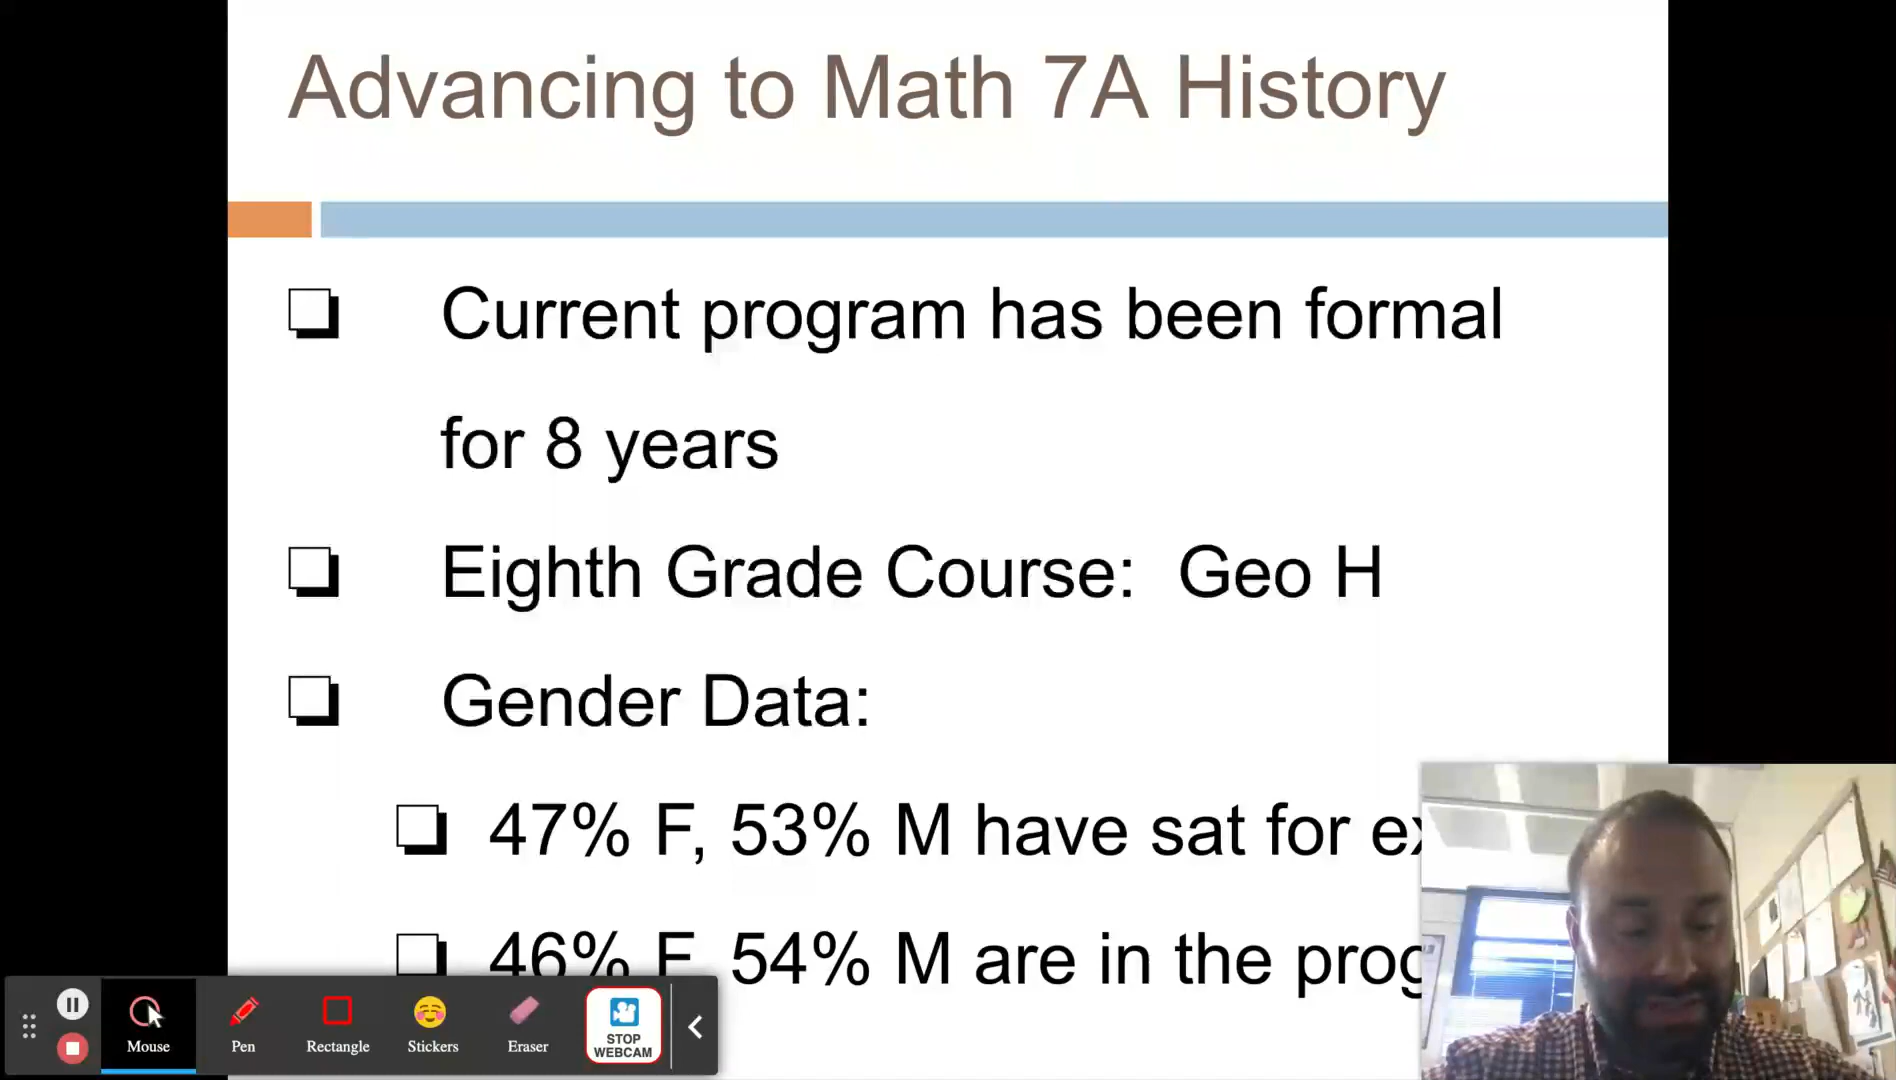 Advancing to Math 7A History
Current program has been formal
for 8 years
Eighth Grade Course: Geo H
Gender Data:
47% F, 53% M have sat for
46% F, 54% M are in the
Mouse
Pen
Rectangle
Stickers
Eraser
STOP
WEBCAM